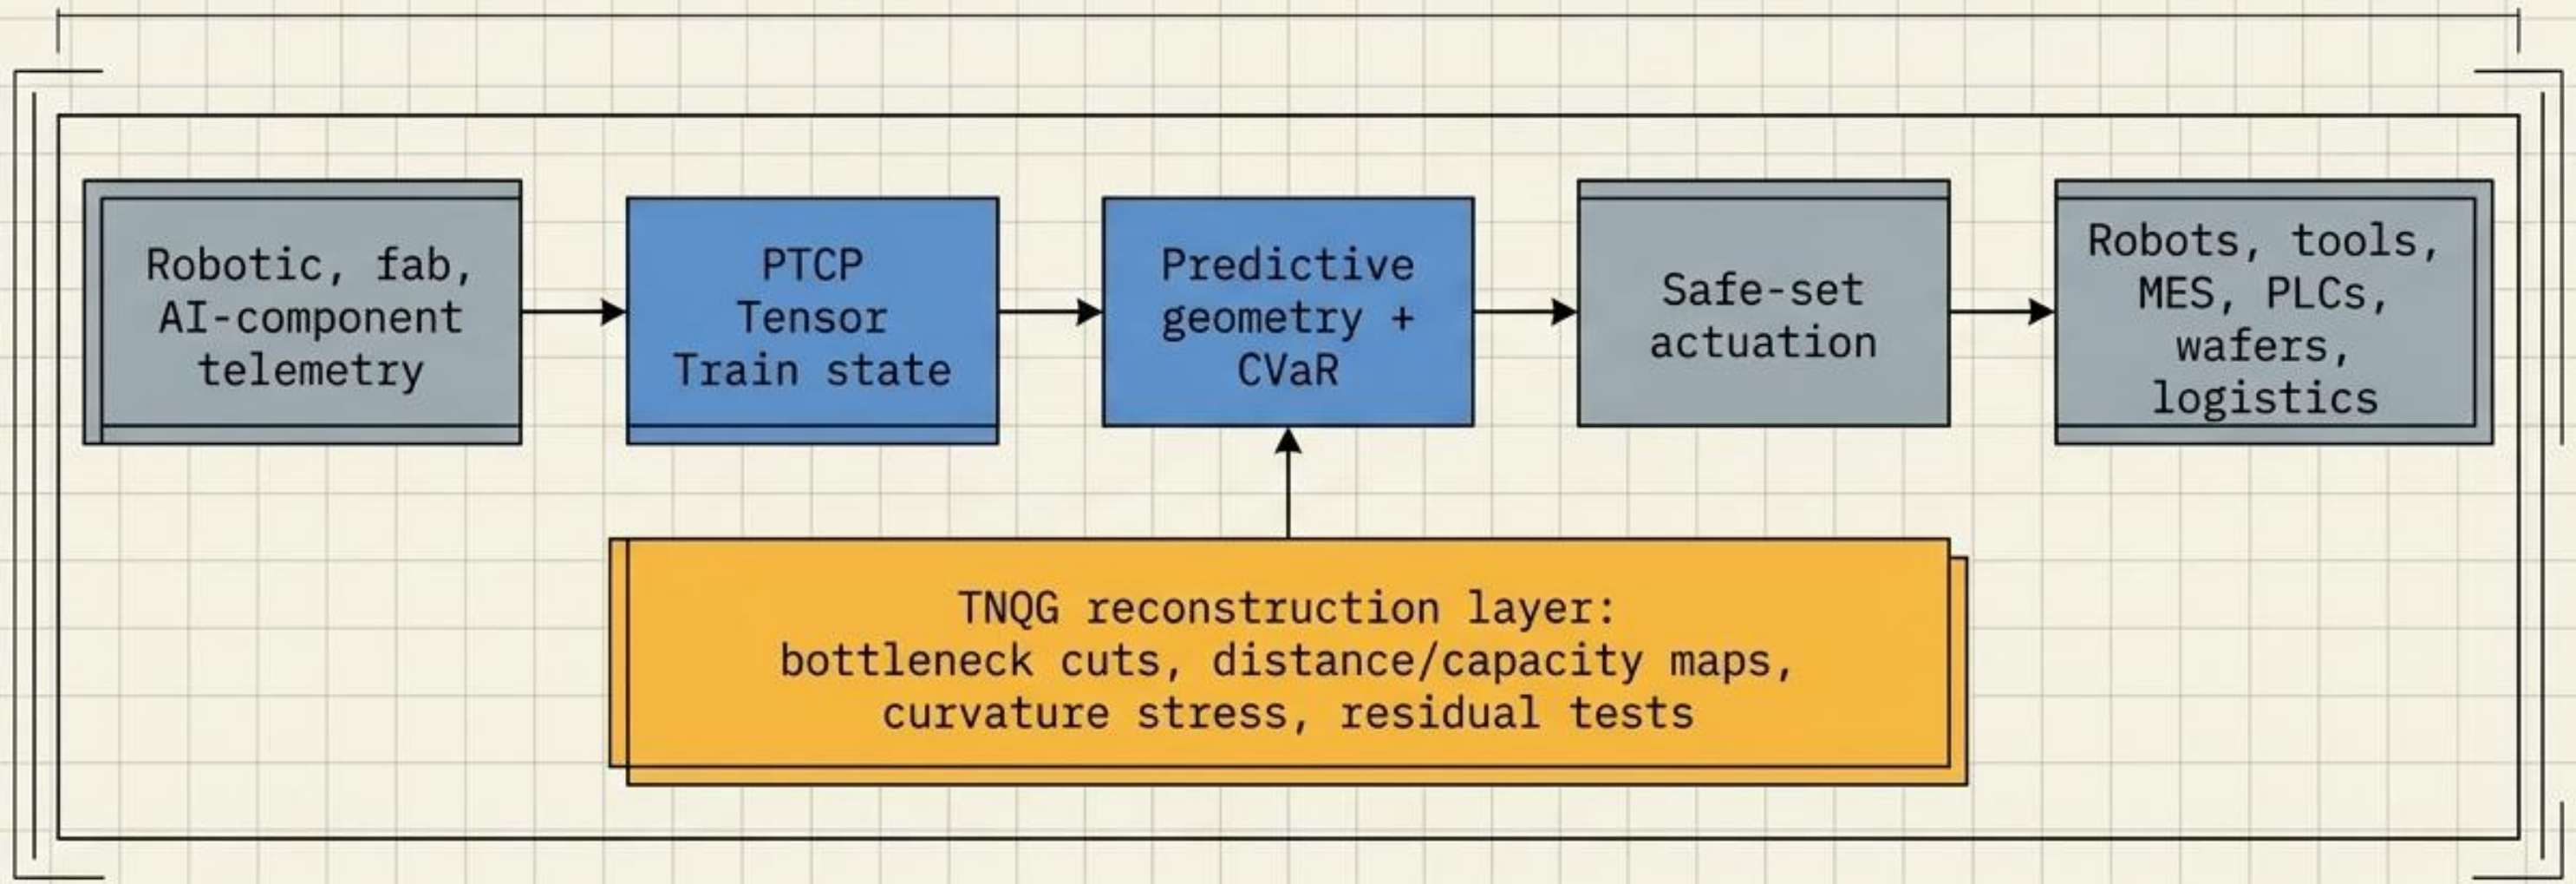 Robotic, fab,
AI-component
telemetry
PTCP
Tensor
Train state
Predictive
geometry +
CVaR
Safe-set
actuation
Robots, tools,
MES, PLCs,
wafers,
logistics
TNQG reconstruction layer:
bottleneck cuts, distance/capacity maps,
curvature stress, residual tests